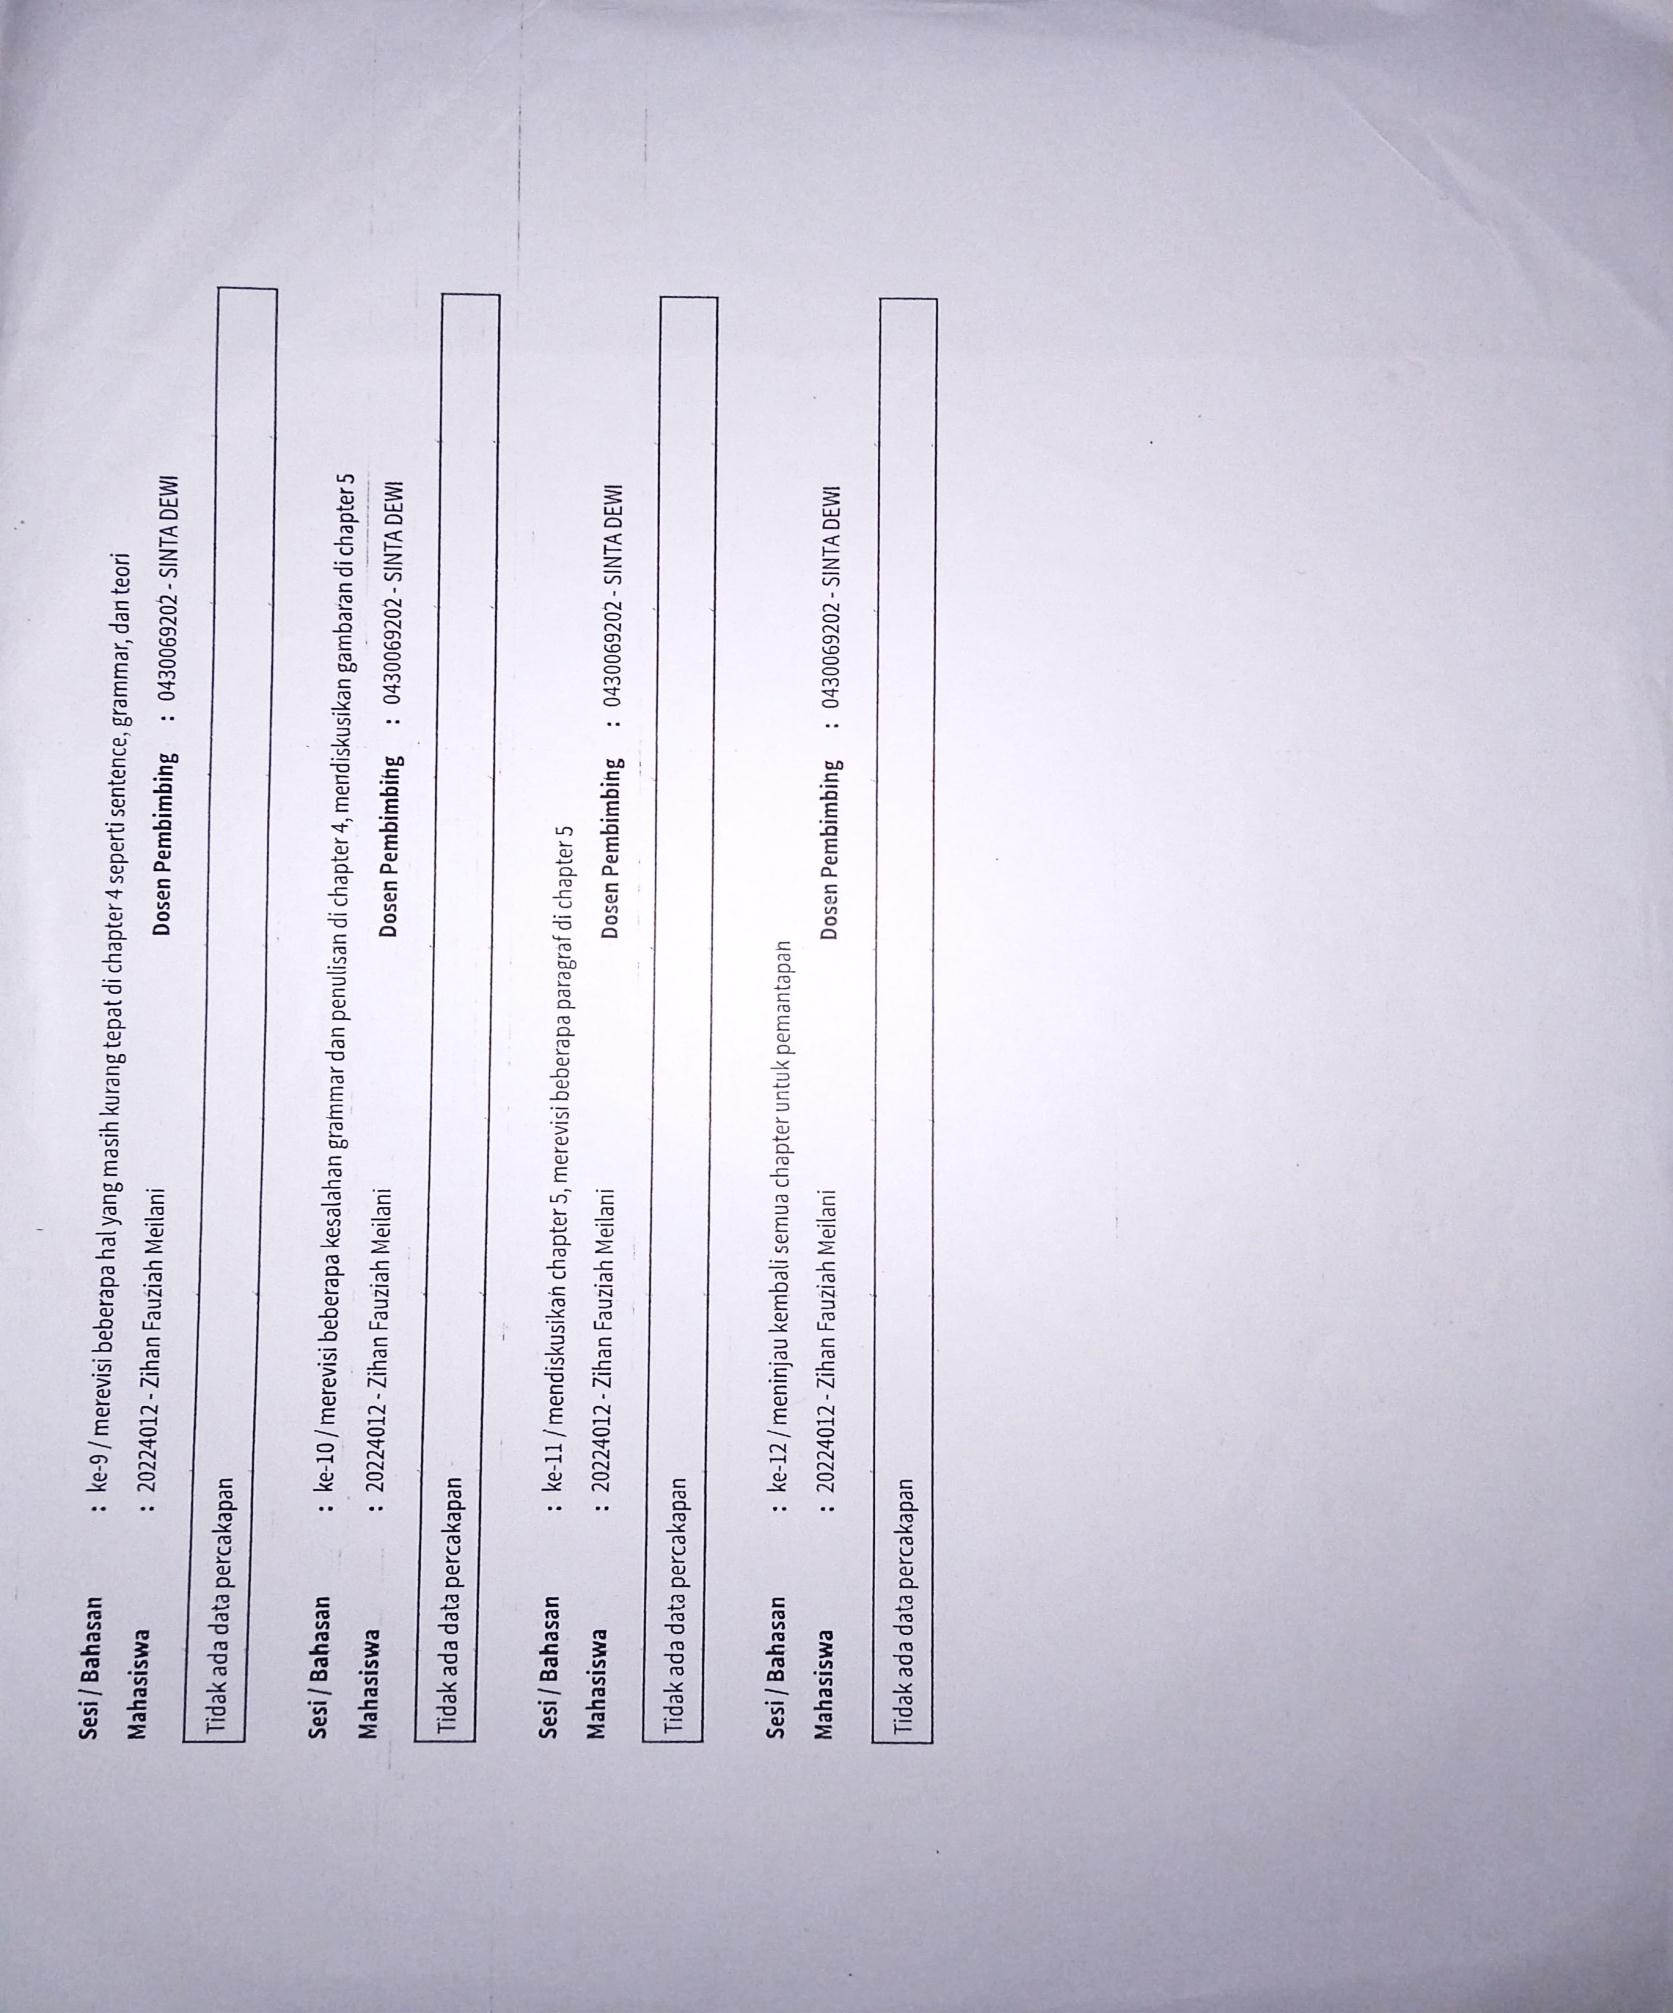 Sesi / Bahasan : ke-9 / merevisi beberapa hal yang masih kurang tepat di chapter 4 seperti sentence, grammar, dan teori
Mahasiswa : 20224012 - Zihan Fauziah Meilani Dosen Pembimbing : 0430069202 - SINTA DEWI
Tidak ada data percakapan
Sesi / Bahasan : ke-10 / merevisi beberapa kesalahan grammar dan penulisan di chapter 4, mendiskusikan gambaran di chapter 5
Mahasiswa : 20224012 - Zihan Fauziah Meilani Dosen Pembimbing : 0430069202 - SINTA DEWI
Tidak ada data percakapan
Sesi / Bahasan : ke-11 / mendiskusikan chapter 5, merevisi beberapa paragraf di chapter 5
Mahasiswa : 20224012 - Zihan Fauziah Meilani Dosen Pembimbing : 0430069202 - SINTA DEWI
Tidak ada data percakapan
Sesi / Bahasan : ke-12 / meninjau kembali semua chapter untuk pemantapan
Mahasiswa : 20224012 - Zihan Fauziah Meilani Dosen Pembimbing : 0430069202 - SINTA DEWI
Tidak ada data percakapan